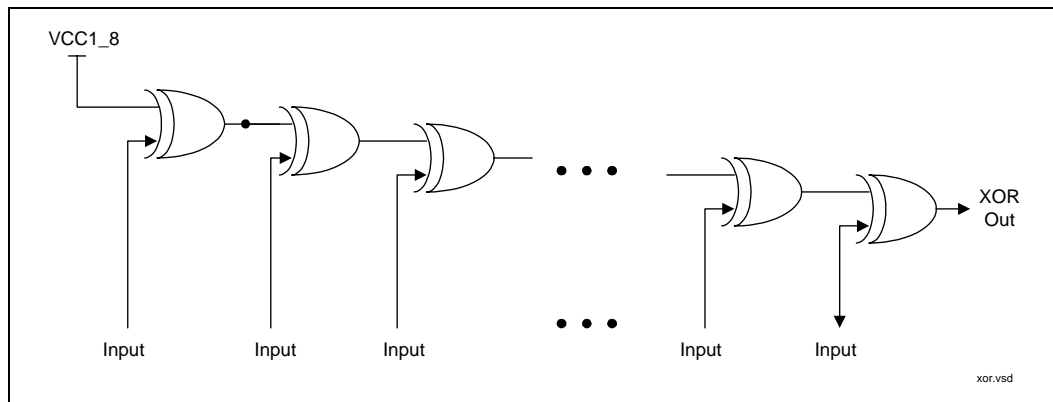 VCC1_8
XOR
Out
Input
Input
Input
Input
Input
xor.vsd